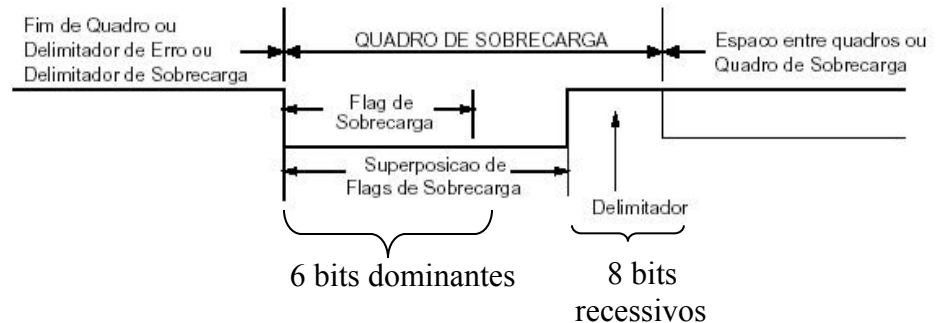 Fim de Quadro ou
Delimitador de Erro ou
Delimitador de Sobrecarga
QUADRO DE SOBRECARGA
Espaco entre quadros ou
Quadro de Sobrecarga
Flag de
Sobrecarga
Superposicao de
Flags de Sobrecarga
Delimitador
6 bits dominantes
8 bits
recessivos